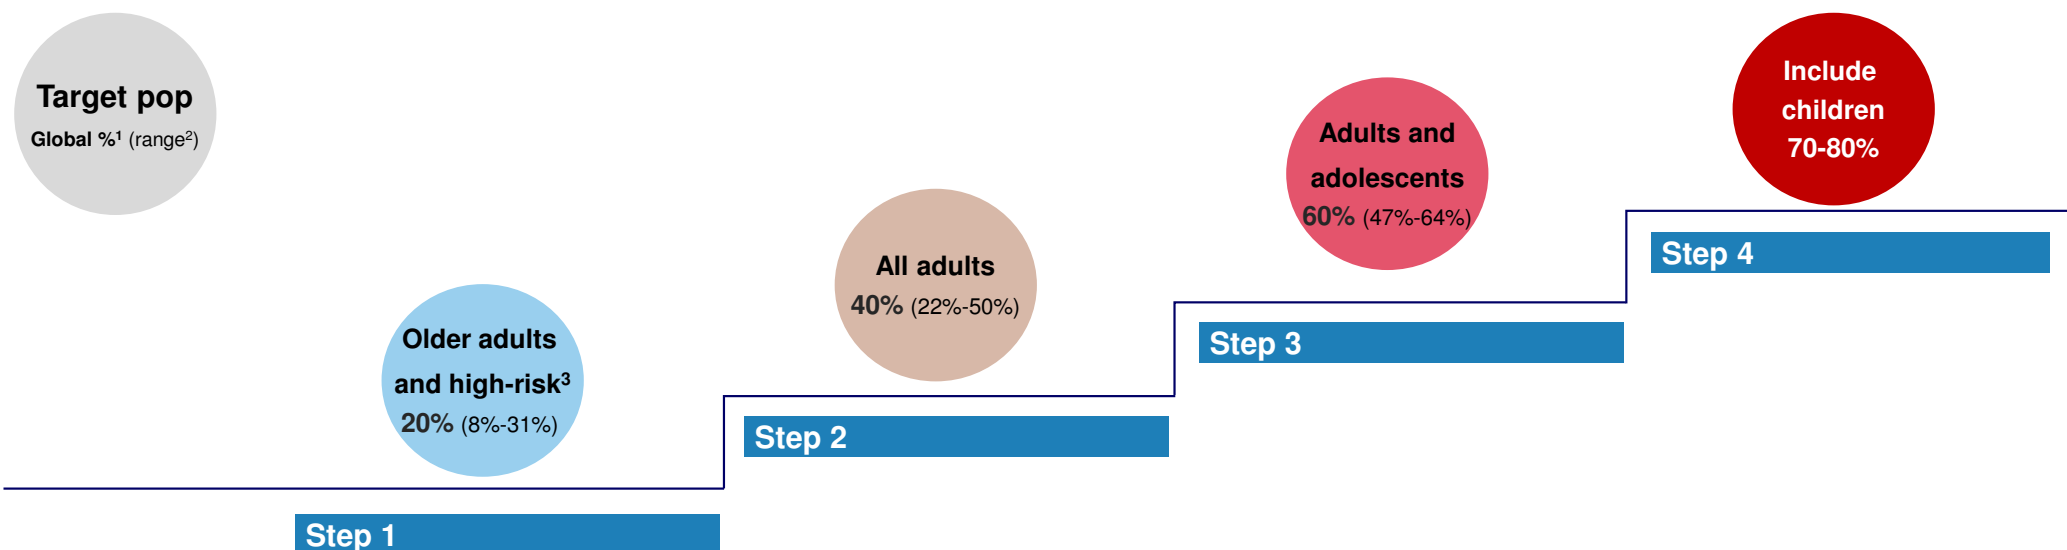 Target pop
Global %¹ (range²)
Older adults
and high-risk³
20% (8%-31%)
Step 1
All adults
40% (22%-50%)
Step 2
Adults and
adolescents
60% (47%-64%)
Step 3
Include
children
70-80%
Step 4